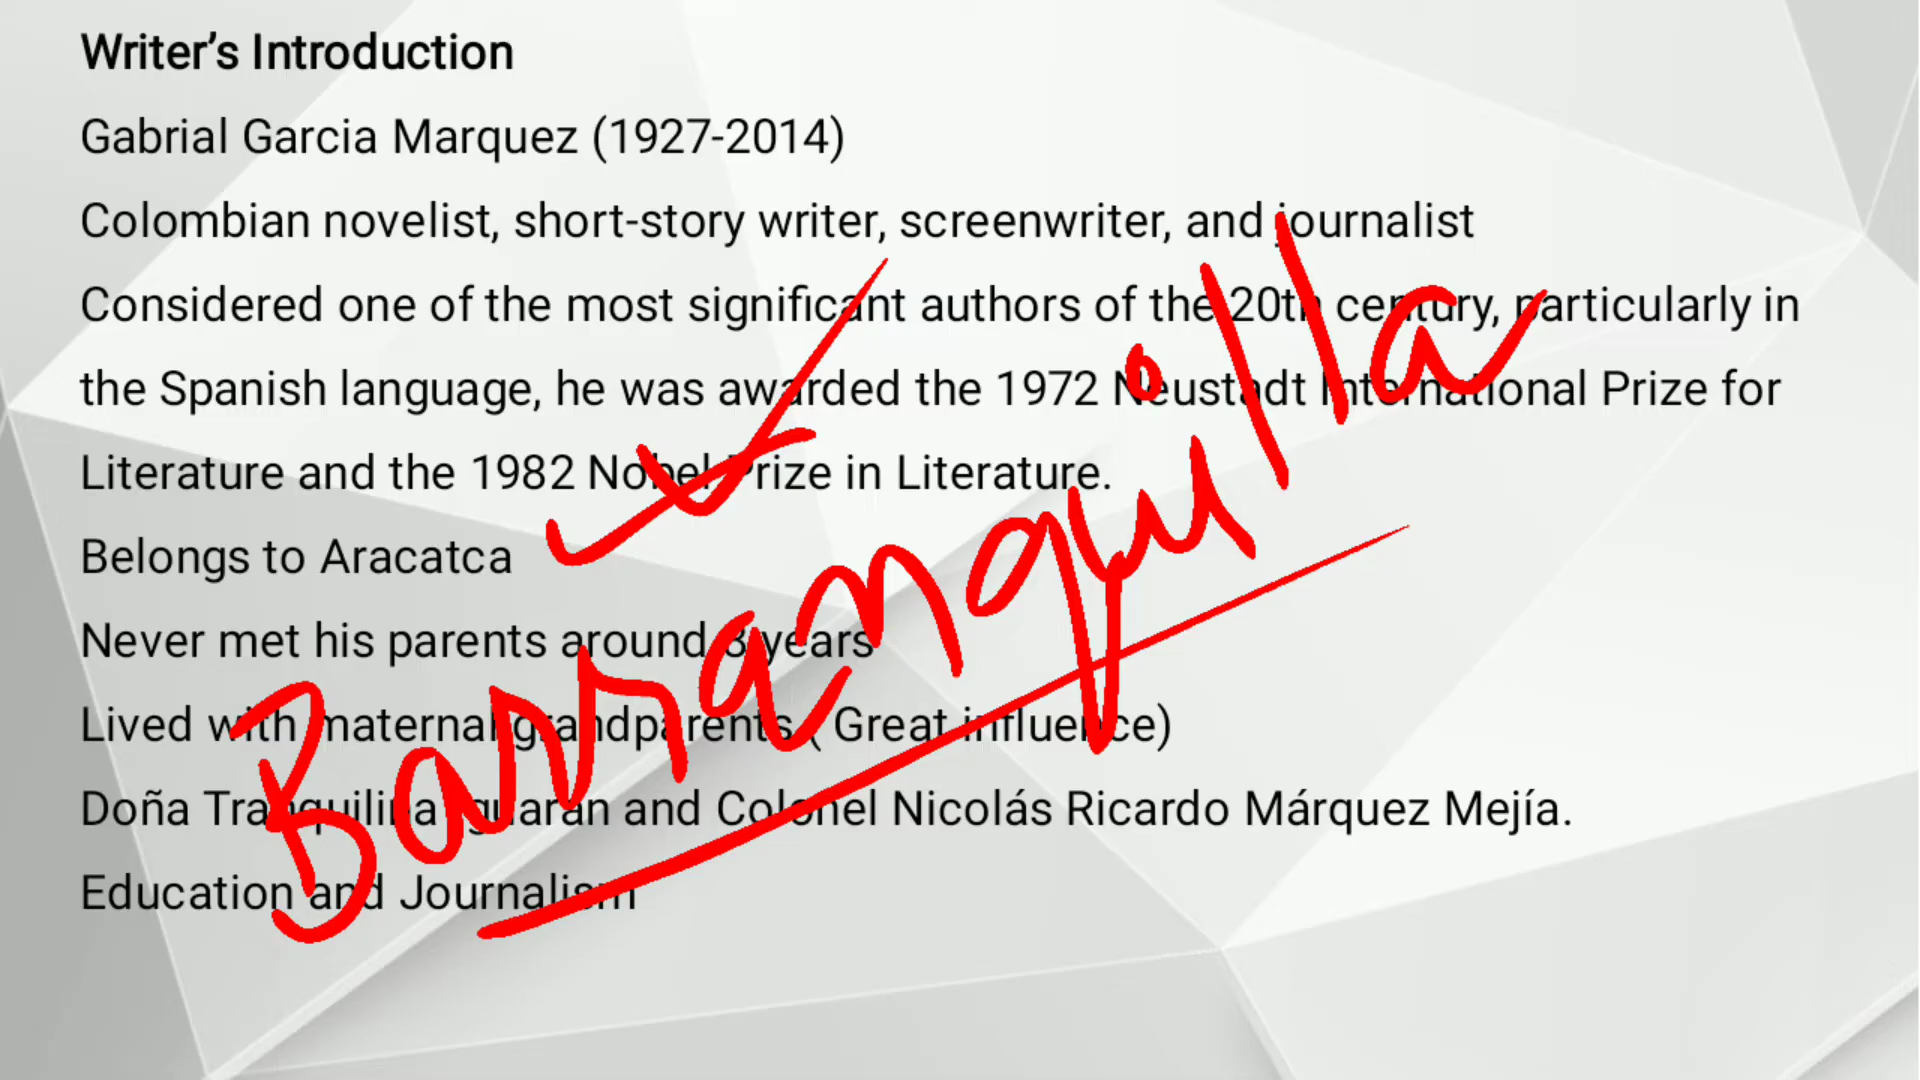 Writer’s Introduction
Gabrial Garcia Marquez (1927-2014)
Colombian novelist, short-story writer, screenwriter, and journalist
Considered one of the most significant authors of the 20th century, particularly in
the Spanish language, he was awarded the 1972 Neustadt International Prize for
Literature and the 1982 Nobel Prize in Literature.
Belongs to Aracatca
Never met his parents around 8 years
Lived with maternal grandparents ( Great influence)
Doña Tranquilina Iguarán and Colonel Nicolás Ricardo Márquez Mejía.
Education and Journalism
Barranquilla